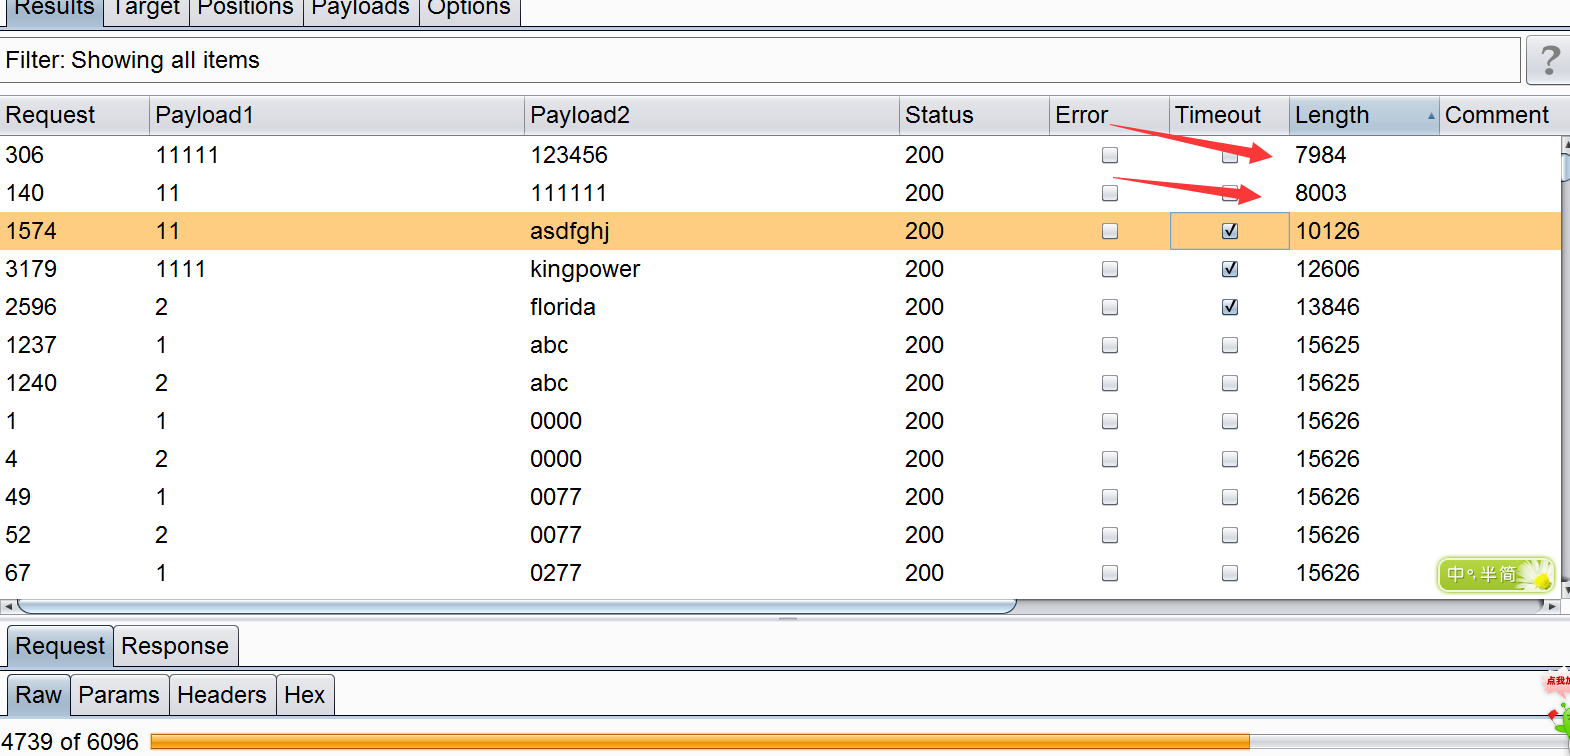 Results Target Positions Payloads Options
Filter: Showing all items
?
Request Payload1 Payload2 Status Error Timeout Length Comment
306 11111 123456 200 7984
140 11 111111 200 8003
1574 11 asdfghj 200 10126
3179 1111 kingpower 200 12606
2596 2 florida 200 13846
1237 1 abc 200 15625
1240 2 abc 200 15625
1 1 0000 200 15626
4 2 0000 200 15626
49 1 0077 200 15626
52 2 0077 200 15626
67 1 0277 200 15626
中 半简
Request Response
Raw Params Headers Hex
点我加
4739 of 6096